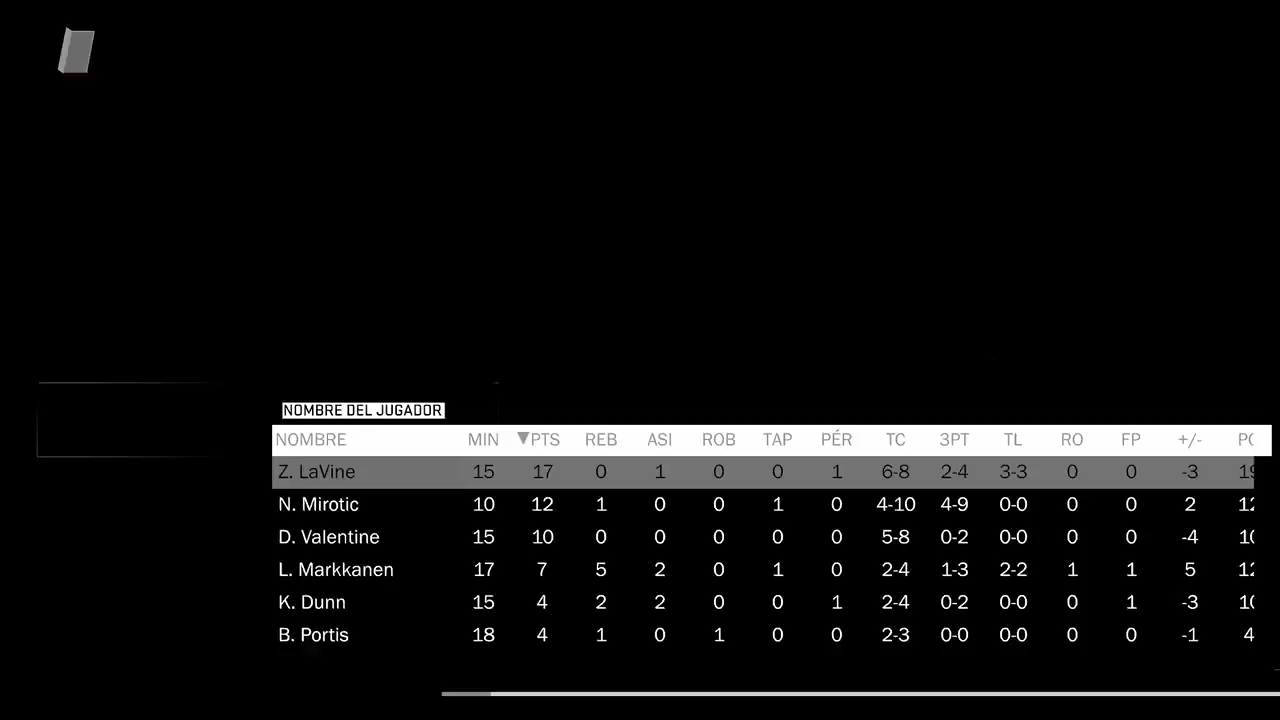 NOMBRE DEL JUGADOR
NOMBRE MIN ▼PTS REB ASI ROB TAP PÉR TC 3PT TL RO FP +/-
Z. LaVine 15 17 0 1 0 0 1 6-8 2-4 3-3 0 0 -3
N. Mirotic 10 12 1 0 0 1 0 4-10 4-9 0-0 0 0 2
D. Valentine 15 10 0 0 0 0 0 5-8 0-2 0-0 0 0 -4
L. Markkanen 17 7 5 2 0 1 0 2-4 1-3 2-2 1 1 5
K. Dunn 15 4 2 2 0 0 1 2-4 0-2 0-0 0 1 -3
B. Portis 18 4 1 0 1 0 0 2-3 0-0 0-0 0 0 -1 4